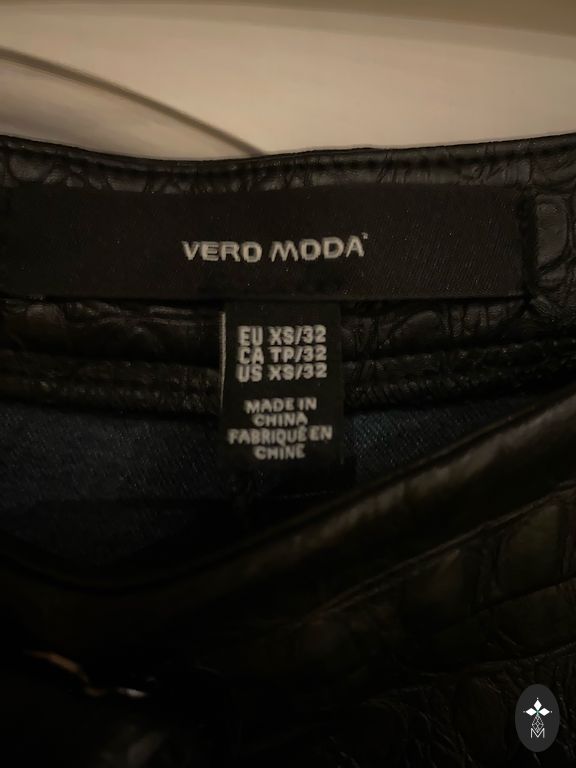 VERO MODA
EU XS/32
CA TP/32
US XS/32
MADE IN
CHINA
FABRIQUÉ EN
CHINE
M